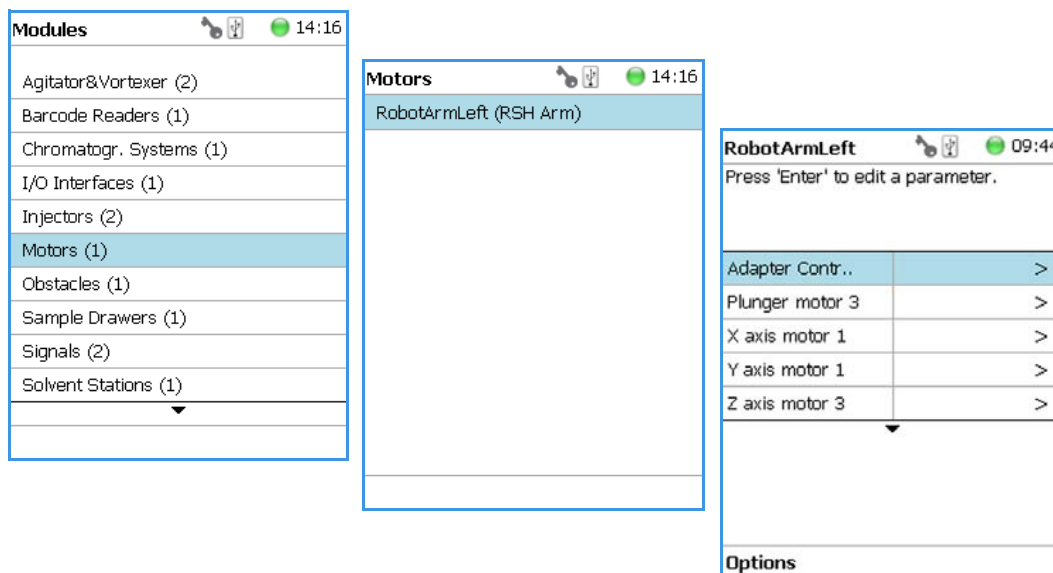 Modules 14:16
Agitator&Vortexer (2)
Barcode Readers (1)
Chromatogr. Systems (1)
I/O Interfaces (1)
Injectors (2)
Motors (1)
Obstacles (1)
Sample Drawers (1)
Signals (2)
Solvent Stations (1)
Motors 14:16
RobotArmLeft (RSH Arm)
RobotArmLeft 09:44
Press 'Enter' to edit a parameter.
Adapter Contr.. >
Plunger motor 3 >
X axis motor 1 >
Y axis motor 1 >
Z axis motor 3 >
Options